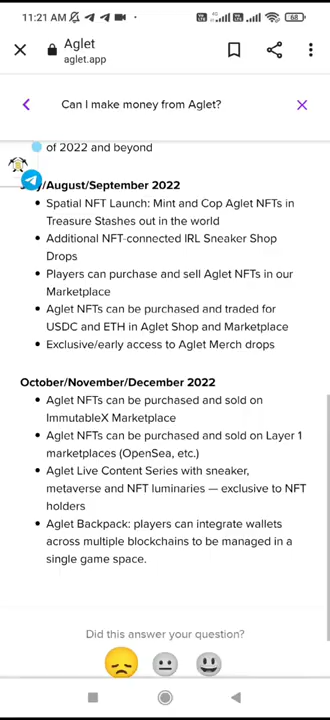 11:21 AM
68
Aglet
aglet.app
Can I make money from Aglet?
of 2022 and beyond
/August/September 2022
Spatial NFT Launch: Mint and Cop Aglet NFTs in
Treasure Stashes out in the world
Additional NFT-connected IRL Sneaker Shop
Drops
Players can purchase and sell Aglet NFTs in our
Marketplace
Aglet NFTs can be purchased and traded for
USDC and ETH in Aglet Shop and Marketplace
Exclusive/early access to Aglet Merch drops
October/November/December 2022
Aglet NFTs can be purchased and sold on
ImmutableX Marketplace
Aglet NFTs can be purchased and sold on Layer 1
marketplaces (OpenSea, etc.)
Aglet Live Content Series with sneaker,
metaverse and NFT luminaries — exclusive to NFT
holders
Aglet Backpack: players can integrate wallets
across multiple blockchains to be managed in a
single game space.
Did this answer your question?